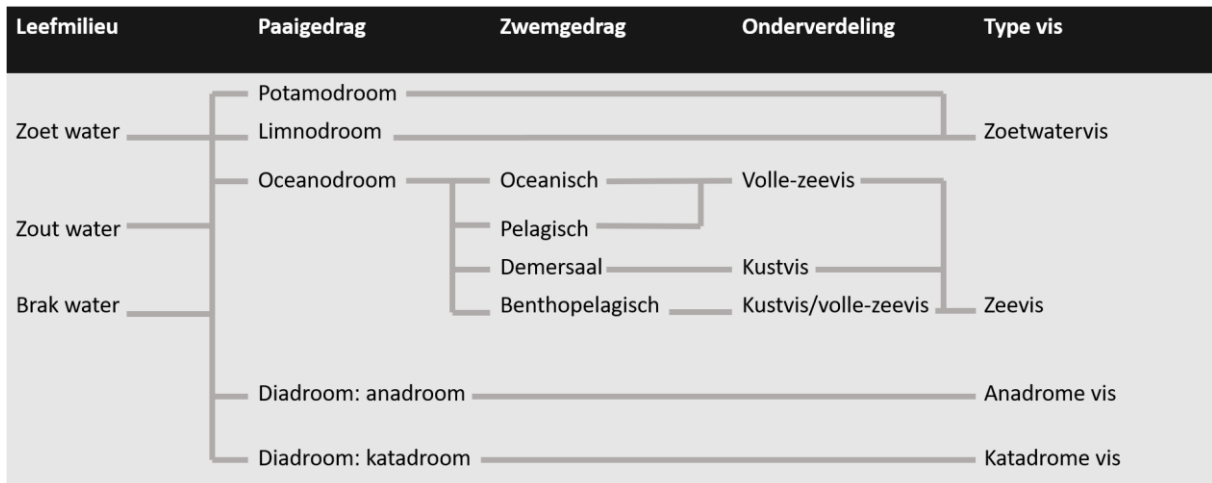 Leefmilieu Paaigedrag Zwemgedrag Onderverdeling Type vis
Potamodroom
Zoet water Limnodroom Zoetwatervis
Oceanodroom Oceanisch Volle-zeevis
Zout water Pelagisch
Demersaal Kustvis
Brak water Benthopelagisch Kustvis/volle-zeevis Zeevis
Diadroom: anadroom Anadrome vis
Diadroom: katadroom Katadrome vis